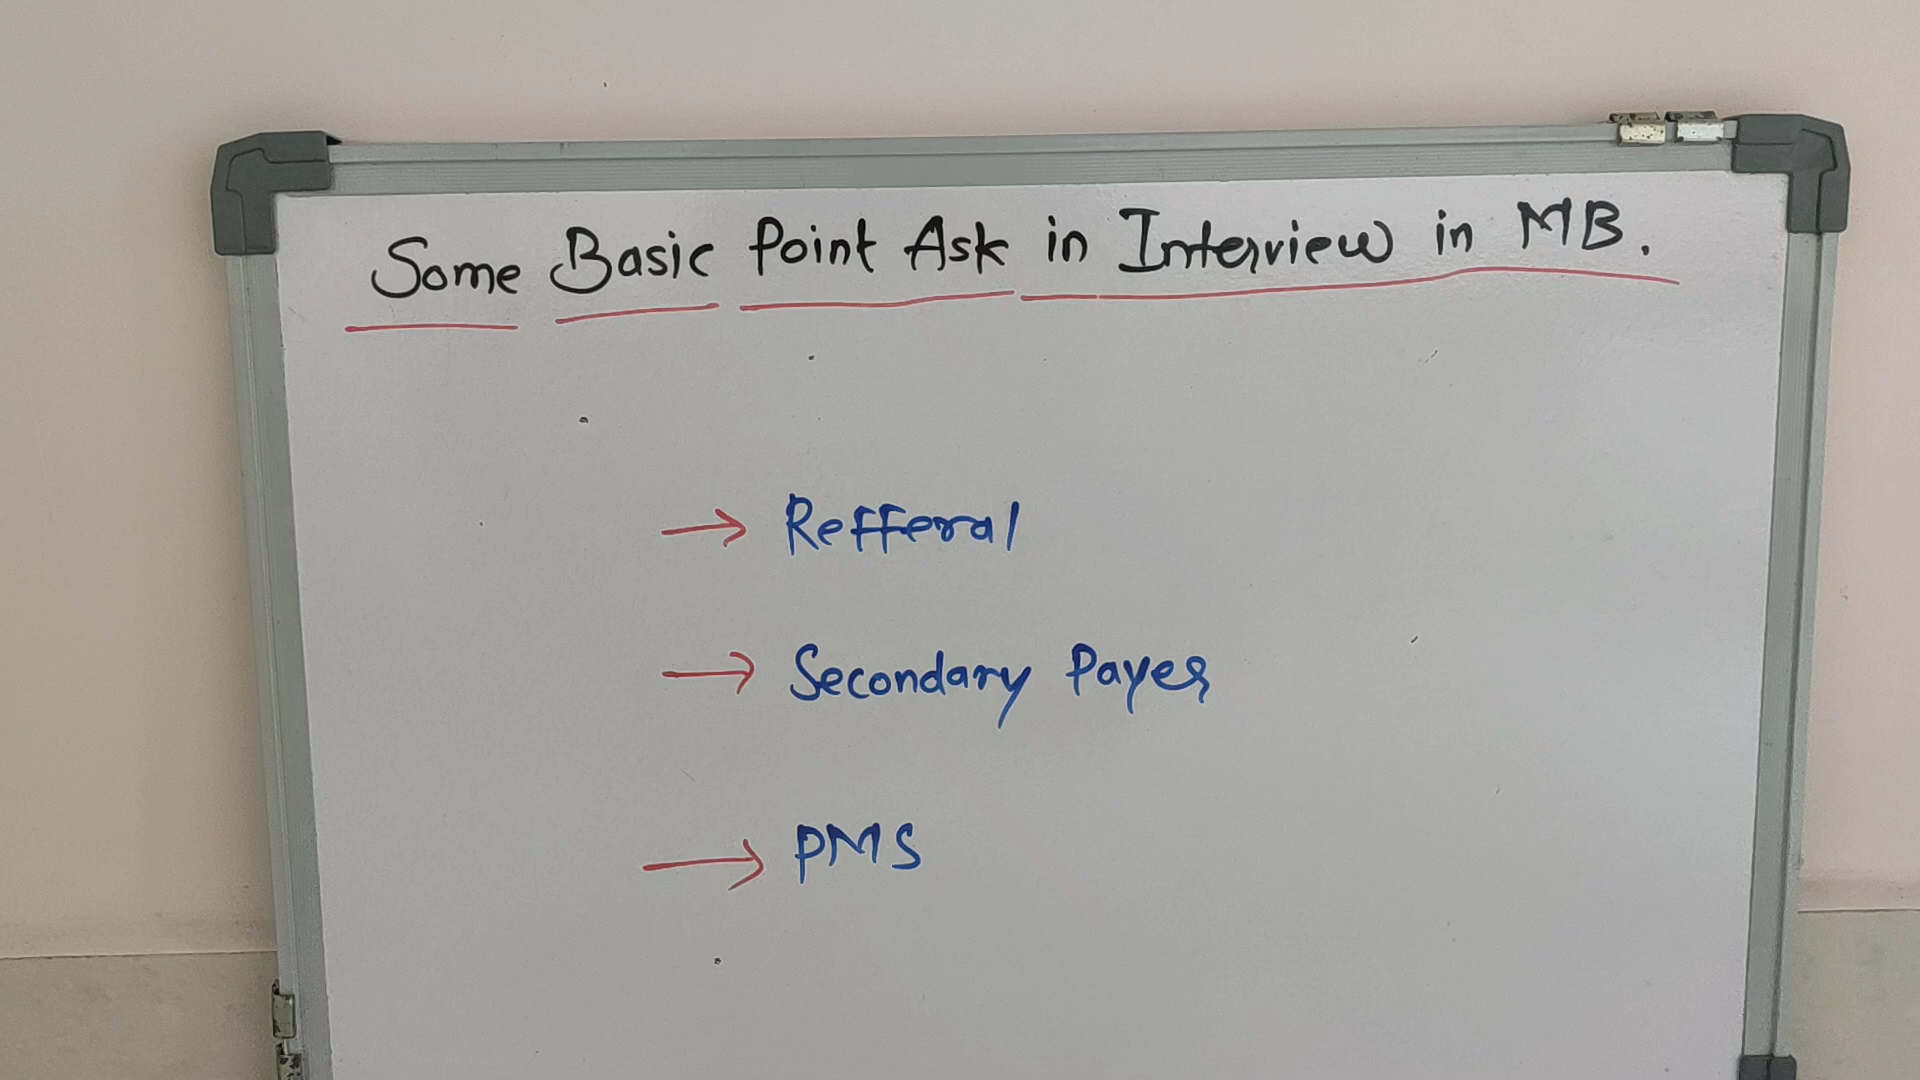 Some Basic Point Ask in Interview in MB.
→ Refferal
→ Secondary Payer
→ PMS